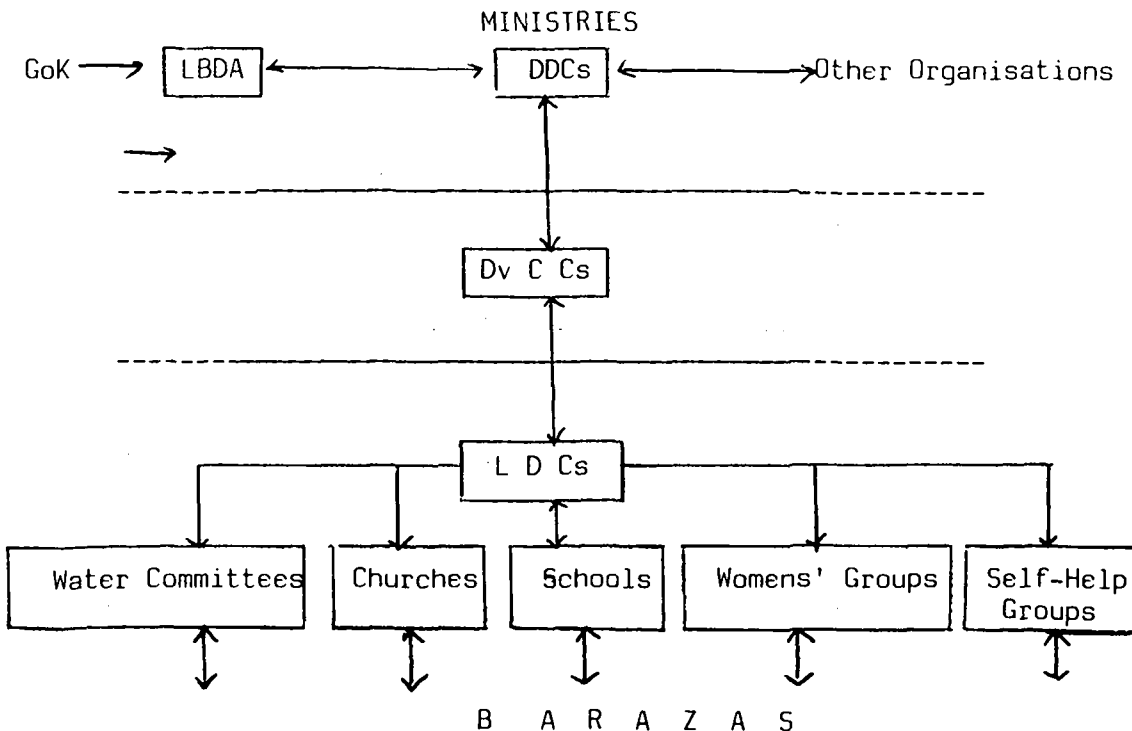 MINISTRIES
GoK LBDA DDCs Other Organisations
Dv C Cs
L D Cs
Water Committees Churches Schools Womens' Groups Self-Help
Groups
B A R A Z A S